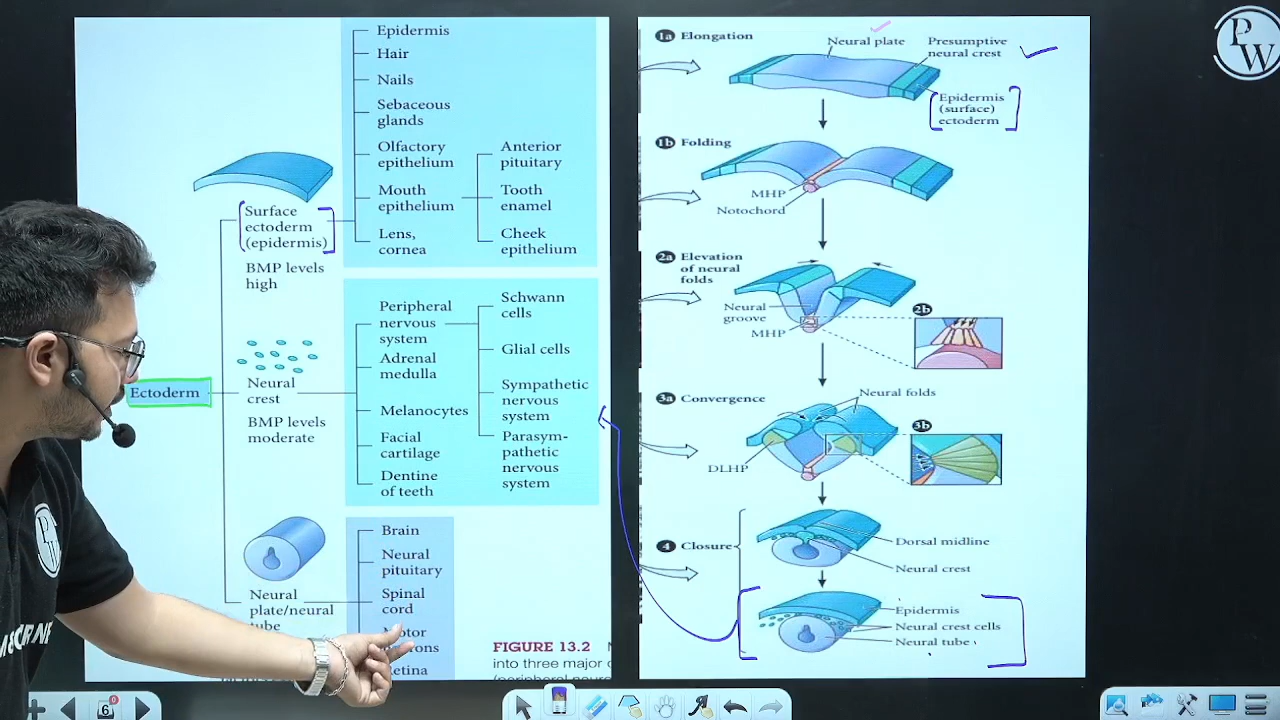 Epidermis
Hair
Nails
Sebaceous
glands
Olfactory
epithelium
Mouth
epithelium
Lens,
cornea
Anterior
pituitary
Tooth
enamel
Cheek
epithelium
Surface
ectoderm
(epidermis)
BMP levels
high
Peripheral
nervous
system
Adrenal
medulla
Melanocytes
Facial
cartilage
Dentine
of teeth
Schwann
cells
Glial cells
Sympathetic
nervous
system
Parasym-
pathetic
nervous
system
Ectoderm
Neural
crest
BMP levels
moderate
Brain
Neural
pituitary
Spinal
cord
Neural
plate/neural
FIGURE 13.2
into three major
1a Elongation
Neural plate
Presumptive
neural crest
Epidermis
(surface)
ectoderm
1b Folding
MHP
Notochord
2a Elevation
of neural
folds
Neural
groove
MHP
2b
3a Convergence
Neural folds
DLHP
3b
4 Closure
Dorsal midline
Neural crest
Epidermis
Neural crest cells
Neural tube
PW
6